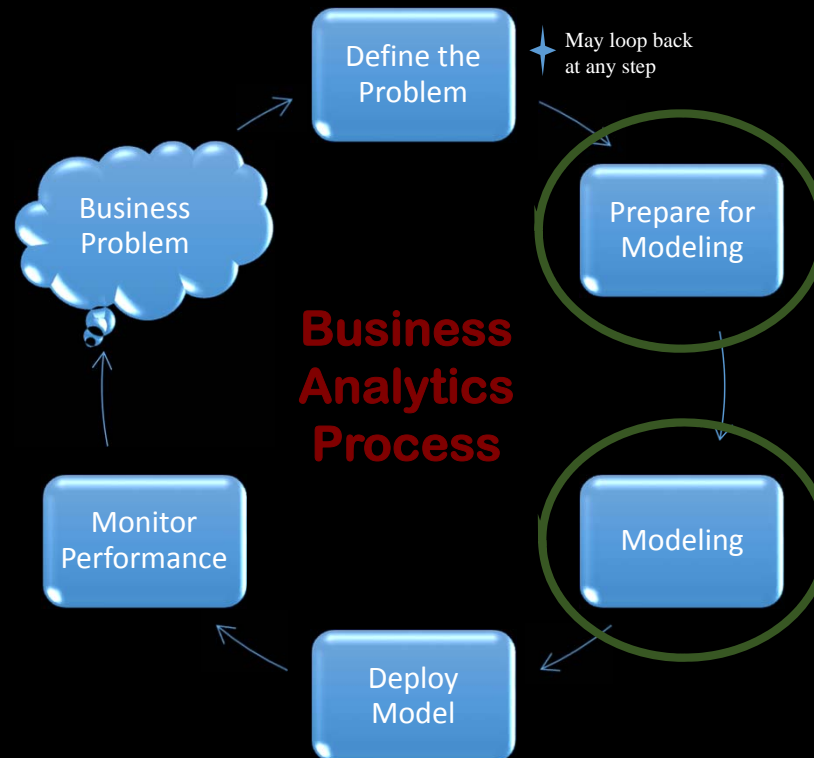 Define the
Problem
May loop back
at any step
Business
Problem
Prepare for
Modeling
Business
Analytics
Process
Monitor
Performance
Modeling
Deploy
Model